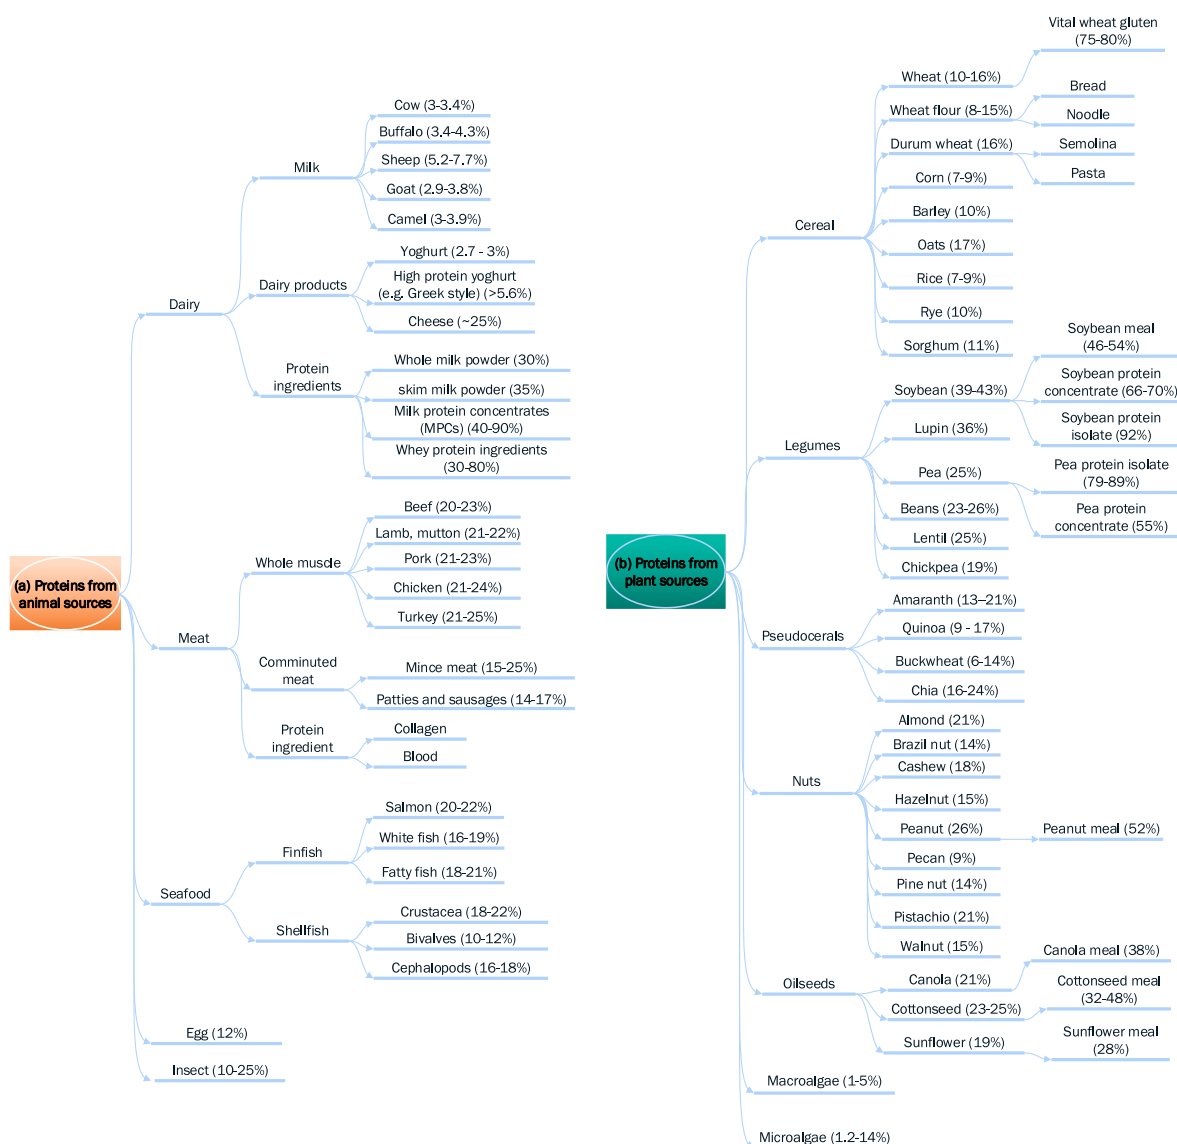 (a) Proteins from
animal sources
Dairy
Milk
Cow (3-3.4%)
Buffalo (3.4-4.3%)
Sheep (5.2-7.7%)
Goat (2.9-3.8%)
Camel (3-3.9%)
Dairy products
Yoghurt (2.7 - 3%)
High protein yoghurt
(e.g. Greek style) (>5.6%)
Cheese (~25%)
Protein
ingredients
Whole milk powder (30%)
skim milk powder (35%)
Milk protein concentrates
(MPCs) (40-90%)
Whey protein ingredients
(30-80%)
Meat
Whole muscle
Beef (20-23%)
Lamb, mutton (21-22%)
Pork (21-23%)
Chicken (21-24%)
Turkey (21-25%)
Comminuted
meat
Mince meat (15-25%)
Patties and sausages (14-17%)
Protein
ingredient
Collagen
Blood
Seafood
Finfish
Salmon (20-22%)
White fish (16-19%)
Fatty fish (18-21%)
Shellfish
Crustacea (18-22%)
Bivalves (10-12%)
Cephalopods (16-18%)
Egg (12%)
Insect (10-25%)
(b) Proteins from
plant sources
Cereal
Wheat (10-16%)
Vital wheat gluten
(75-80%)
Wheat flour (8-15%)
Bread
Noodle
Durum wheat (16%)
Semolina
Pasta
Corn (7-9%)
Barley (10%)
Oats (17%)
Rice (7-9%)
Rye (10%)
Sorghum (11%)
Legumes
Soybean (39-43%)
Soybean meal
(46-54%)
Soybean protein
concentrate (66-70%)
Soybean protein
isolate (92%)
Lupin (36%)
Pea (25%)
Pea protein isolate
(79-89%)
Pea protein
concentrate (55%)
Beans (23-26%)
Lentil (25%)
Chickpea (19%)
Pseudocerals
Amaranth (13–21%)
Quinoa (9 - 17%)
Buckwheat (6-14%)
Chia (16-24%)
Nuts
Almond (21%)
Brazil nut (14%)
Cashew (18%)
Hazelnut (15%)
Peanut (26%)
Peanut meal (52%)
Pecan (9%)
Pine nut (14%)
Pistachio (21%)
Walnut (15%)
Oilseeds
Canola (21%)
Canola meal (38%)
Cottonseed (23-25%)
Cottonseed meal
(32-48%)
Sunflower (19%)
Sunflower meal
(28%)
Macroalgae (1-5%)
Microalgae (1.2-14%)